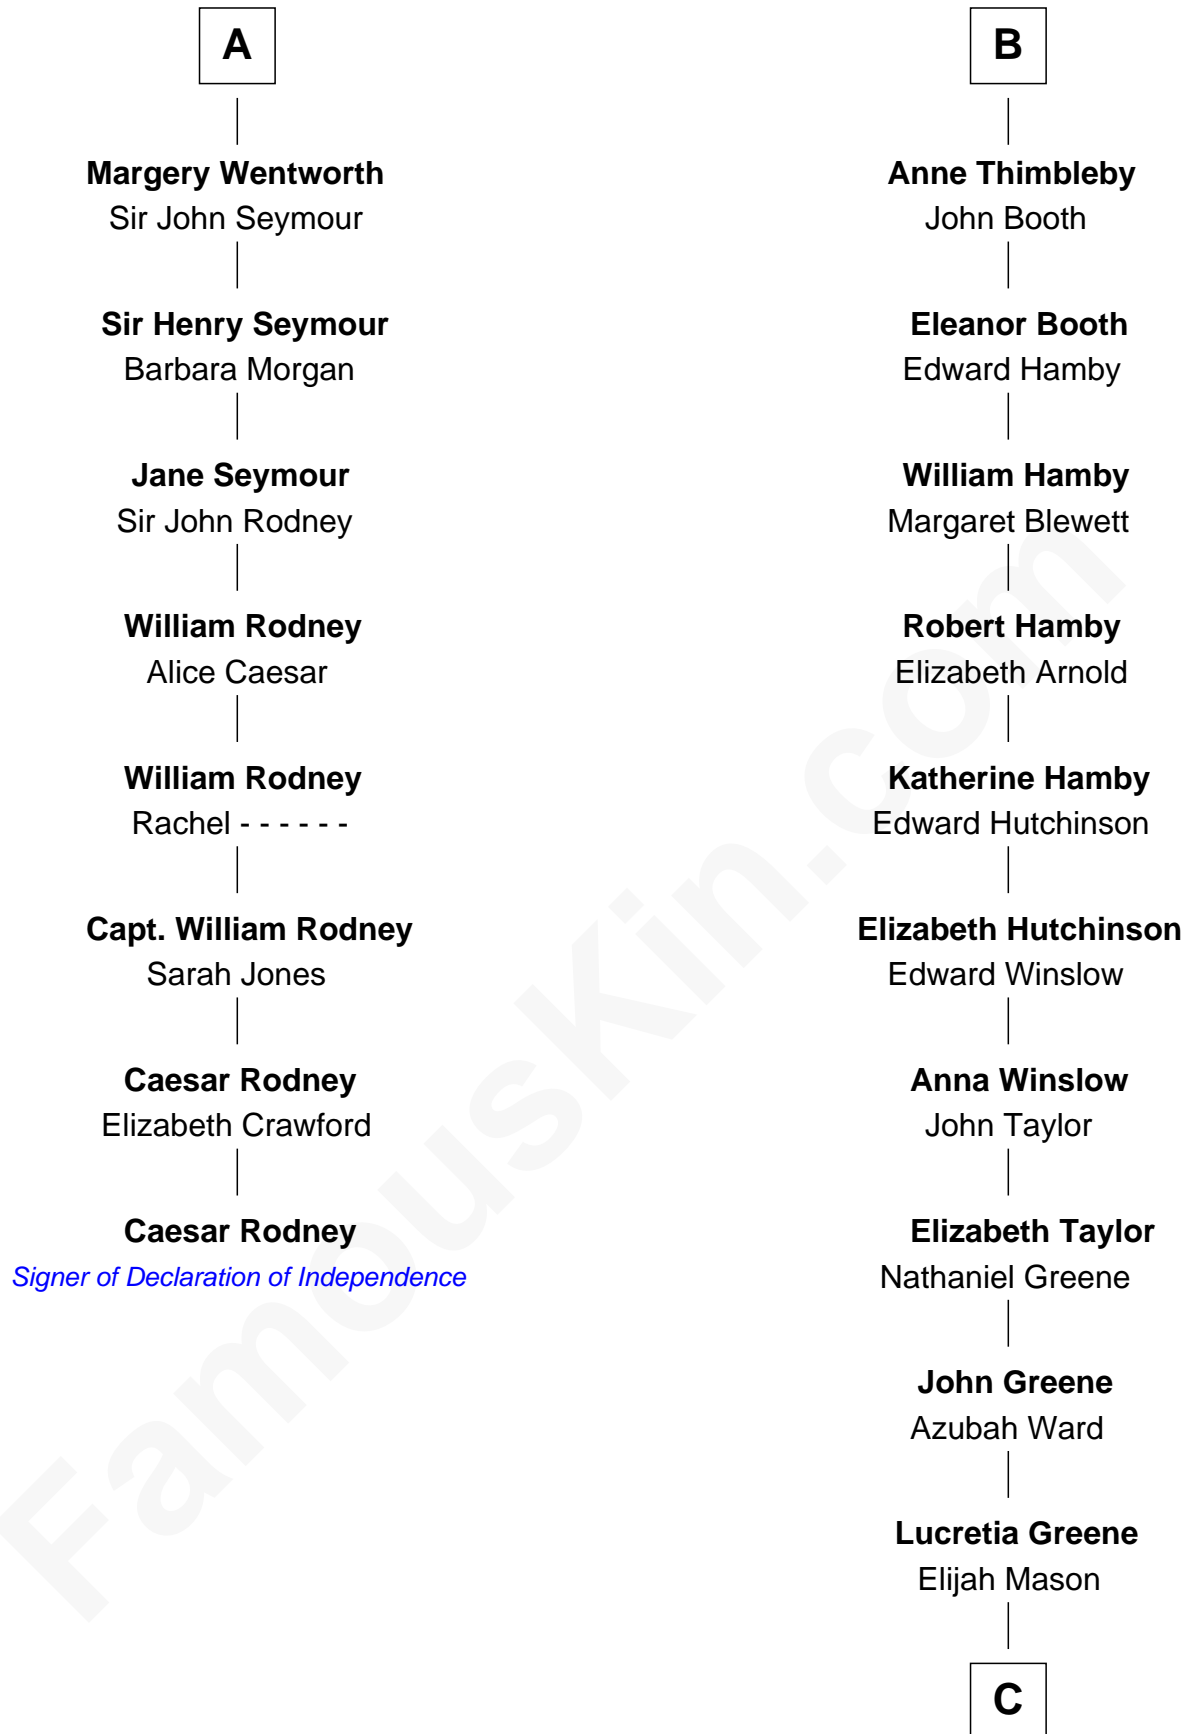 A
Margery Wentworth
Sir John Seymour
Sir Henry Seymour
Barbara Morgan
Jane Seymour
Sir John Rodney
William Rodney
Alice Caesar
William Rodney
Rachel - - - - - -
Capt. William Rodney
Sarah Jones
Caesar Rodney
Elizabeth Crawford
Caesar Rodney
Signer of Declaration of Independence
B
Anne Thimbleby
John Booth
Eleanor Booth
Edward Hamby
William Hamby
Margaret Blewett
Robert Hamby
Elizabeth Arnold
Katherine Hamby
Edward Hutchinson
Elizabeth Hutchinson
Edward Winslow
Anna Winslow
John Taylor
Elizabeth Taylor
Nathaniel Greene
John Greene
Azubah Ward
Lucretia Greene
Elijah Mason
C
FamousKin.com